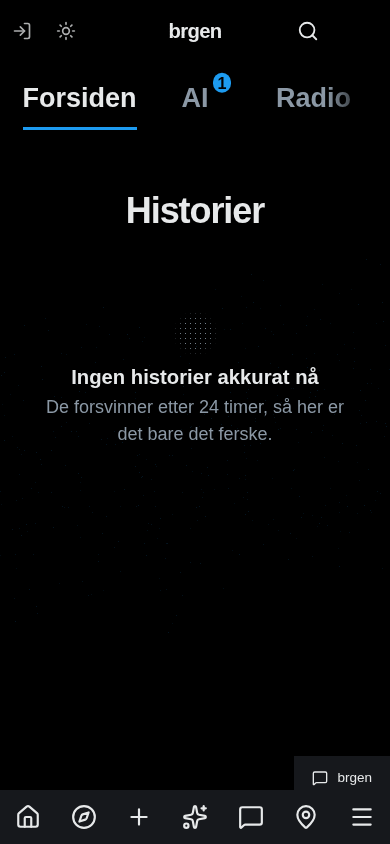 brgen
Forsiden AI 1 Radio
Historier
Ingen historier akkurat nå
De forsvinner etter 24 timer, så her er
det bare det ferske.
brgen